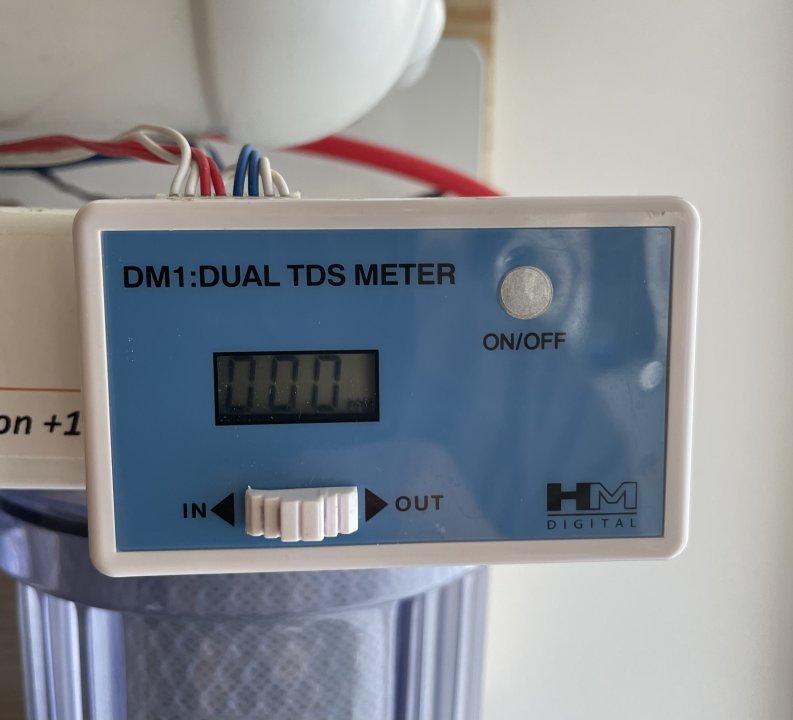 DM1:DUAL TDS METER
ON/OFF
000
on +1
IN OUT
HM
DIGITAL